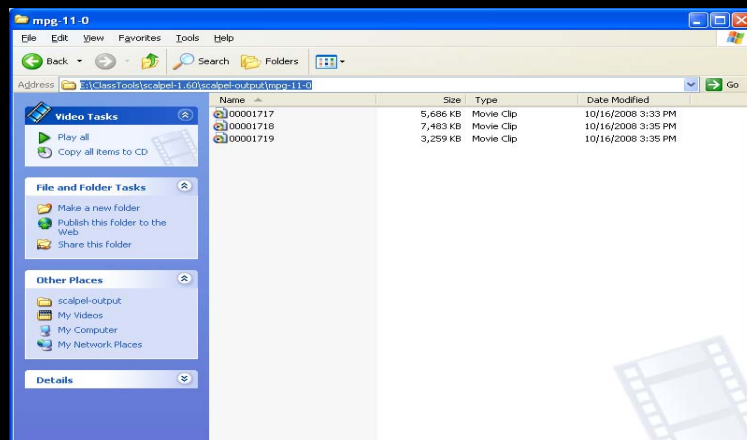 mpg-11-0
File Edit View Favorites Tools Help
Back Search Folders
Address E:\ClassTools\scalpel-1.60\scalpel-output\mpg-11-0 Go
Video Tasks
Play all
Copy all items to CD
File and Folder Tasks
Make a new folder
Publish this folder to the
Web
Share this folder
Other Places
scalpel-output
My Videos
My Computer
My Network Places
Details
Name Size Type Date Modified
00001717 5,686 KB Movie Clip 10/16/2008 3:33 PM
00001718 7,483 KB Movie Clip 10/16/2008 3:35 PM
00001719 3,259 KB Movie Clip 10/16/2008 3:35 PM